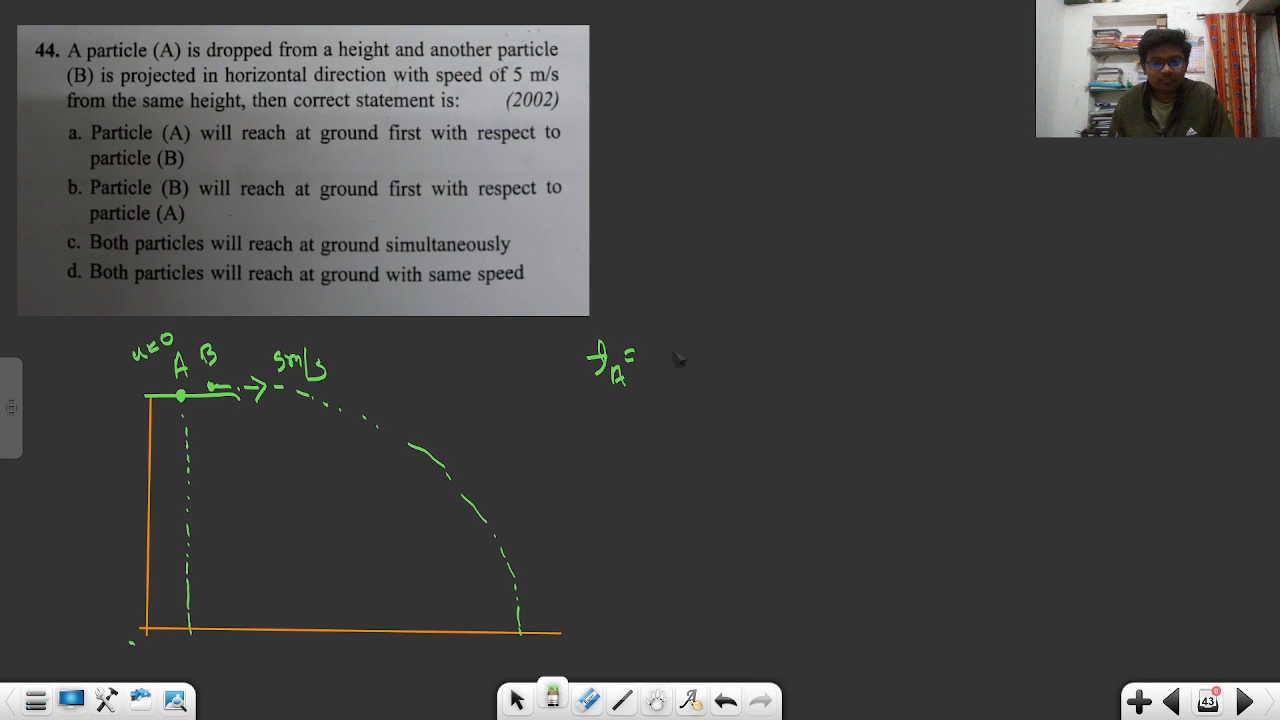 44. A particle (A) is dropped from a height and another particle
(B) is projected in horizontal direction with speed of 5 m/s
from the same height, then correct statement is: (2002)
a. Particle (A) will reach at ground first with respect to
particle (B)
b. Particle (B) will reach at ground first with respect to
particle (A)
c. Both particles will reach at ground simultaneously
d. Both particles will reach at ground with same speed
u=0
A B 5m/s
t_A =
43
0